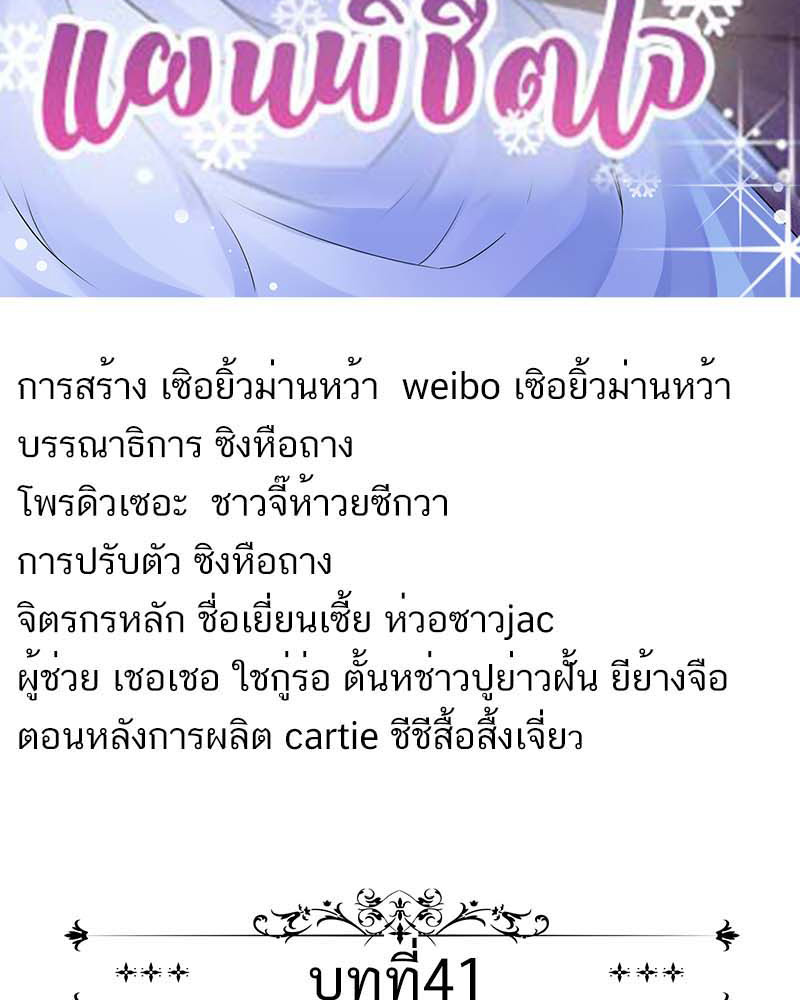 แผนพิชิตใจ
การสร้าง เซิอยิ้วม่านหว้า weibo เซิอยิ้วม่านหว้า
บรรณาธิการ ซิงหือถาง
โพรดิวเซอะ ชาวจี๊ห้าวยซีกวา
การปรับตัว ซิงหือถาง
จิตรกรหลัก ชื่อเยี่ยนเซี้ย ห่วอซาวjac
ผู้ช่วย เชอเชอ ใชกู่ร่อ ตั้นหช่าวปูย่าวฝั้น ยีย้างจือ
ตอนหลังการผลิต cartie ชีชีสื้อสิ้งเจี่ยว
บทที่41